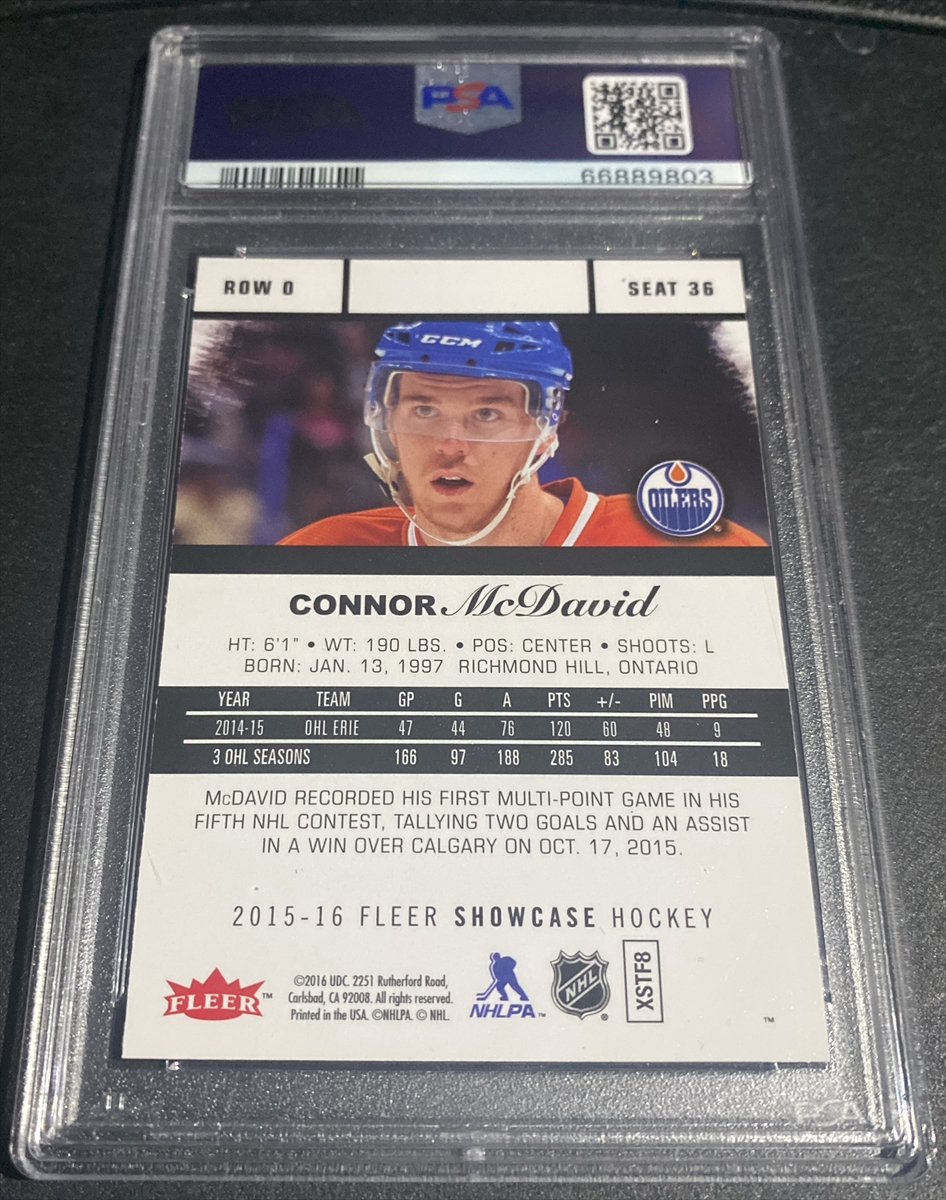 PSA
66889803
ROW 0
SEAT 36
CCM
OILERS
CONNOR McDavid
HT: 6'1" • WT: 190 LBS. • POS: CENTER • SHOOTS: L
BORN: JAN. 13, 1997 RICHMOND HILL, ONTARIO
YEAR TEAM GP G A PTS +/- PIM PPG
2014-15 OHL ERIE 47 44 76 120 60 48 9
3 OHL SEASONS 166 97 188 285 83 104 18
McDAVID RECORDED HIS FIRST MULTI-POINT GAME IN HIS
FIFTH NHL CONTEST, TALLYING TWO GOALS AND AN ASSIST
IN A WIN OVER CALGARY ON OCT. 17, 2015.
2015-16 FLEER SHOWCASE HOCKEY
FLEER™
©2016 UDC. 2251 Rutherford Road,
Carlsbad, CA 92008. All rights reserved.
Printed in the USA. ©NHLPA. © NHL.
NHLPA™
NHL®
XSTF8
™
PSA